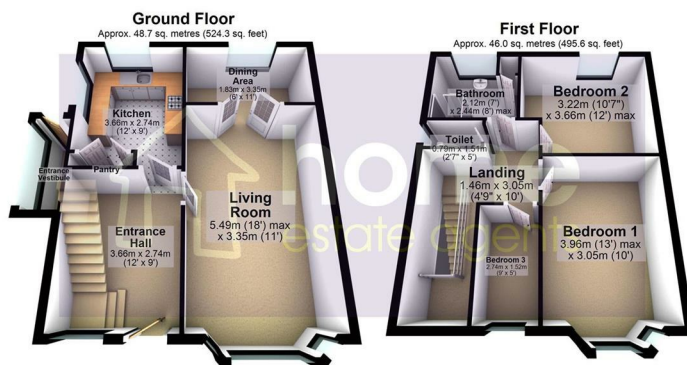 Ground Floor
Approx. 48.7 sq. metres (524.3 sq. feet)
Dining
Area
1.83m x 3.35m
(6' x 11')
Kitchen
3.66m x 2.74m
(12' x 9')
Pantry
Entrance
Vestibule
Entrance
Hall
3.66m x 2.74m
(12' x 9')
Living
Room
5.49m (18') max
x 3.35m (11')
First Floor
Approx. 46.0 sq. metres (495.6 sq. feet)
Bathroom
2.12m (7')
x 2.44m (8') max
Bedroom 2
3.22m (10'7")
x 3.66m (12') max
Toilet
0.79m x 1.51m
(2'7" x 5')
Landing
1.46m x 3.05m
(4'9" x 10')
Bedroom 1
3.96m (13') max
x 3.05m (10')
Bedroom 3
2.74m x 1.52m
(9' x 5')
home
estate agents